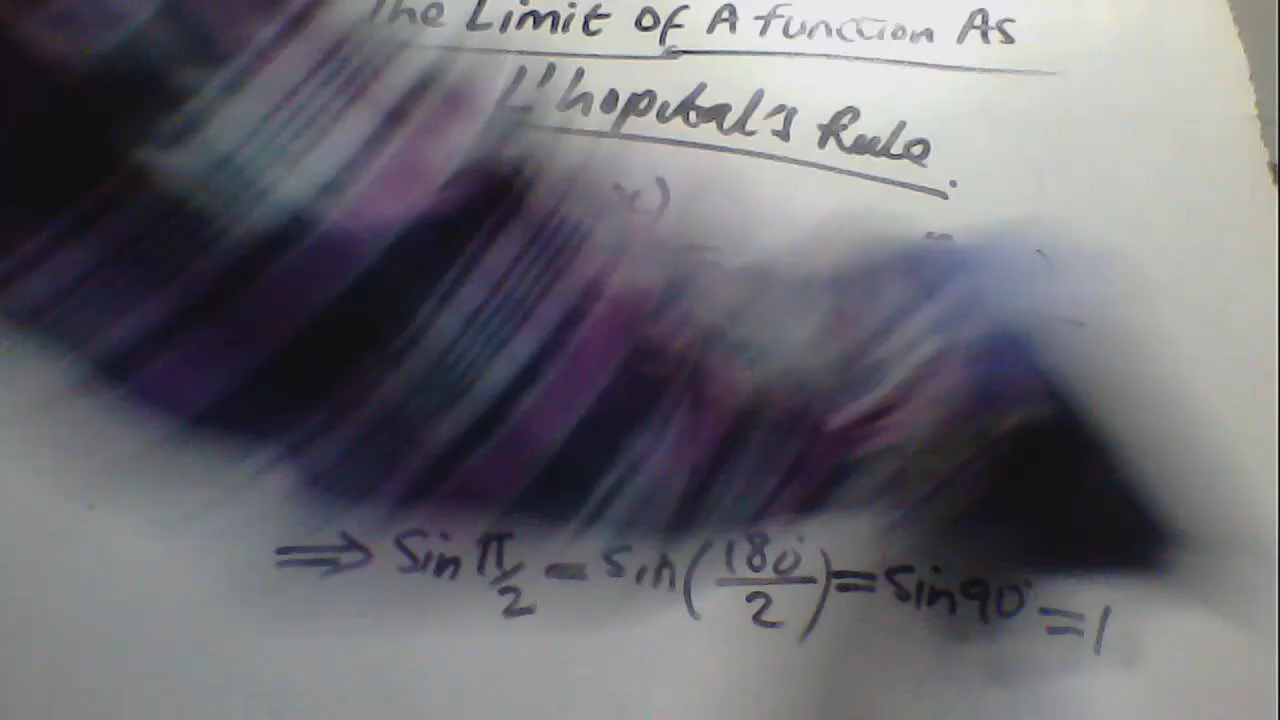 The Limit Of A function As
L'hopital's Rule.
x)
⟹ Sin π/2 = Sin(180°/2) = Sin90° = 1